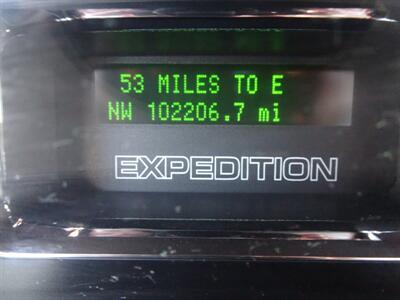 53 MILES TO E
NW 102206.7 mi
EXPEDITION